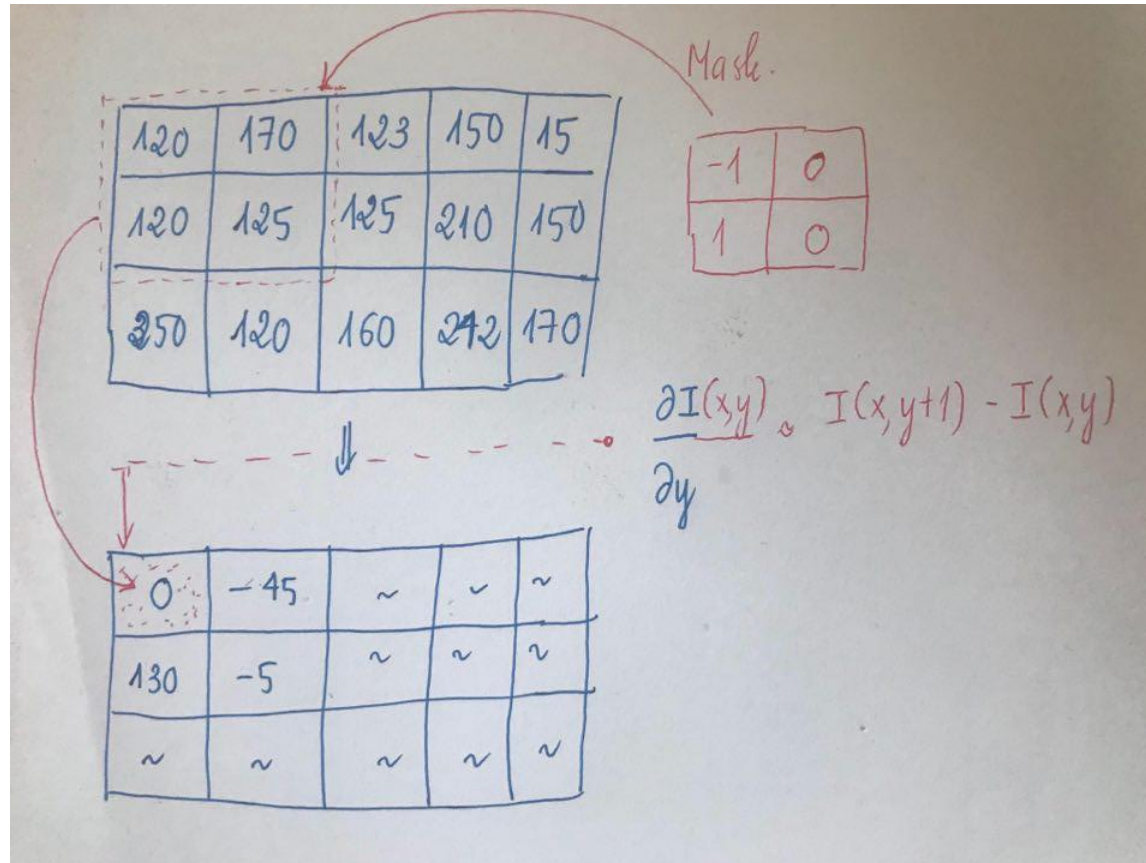 Mask.
120 170 123 150 15
-1 0
120 125 125 210 150
1 0
250 120 160 242 170
∂I(x,y) I(x,y+1) - I(x,y)
∂y
0 -45 ~ ~ ~
130 -5 ~ ~ ~
~ ~ ~ ~ ~